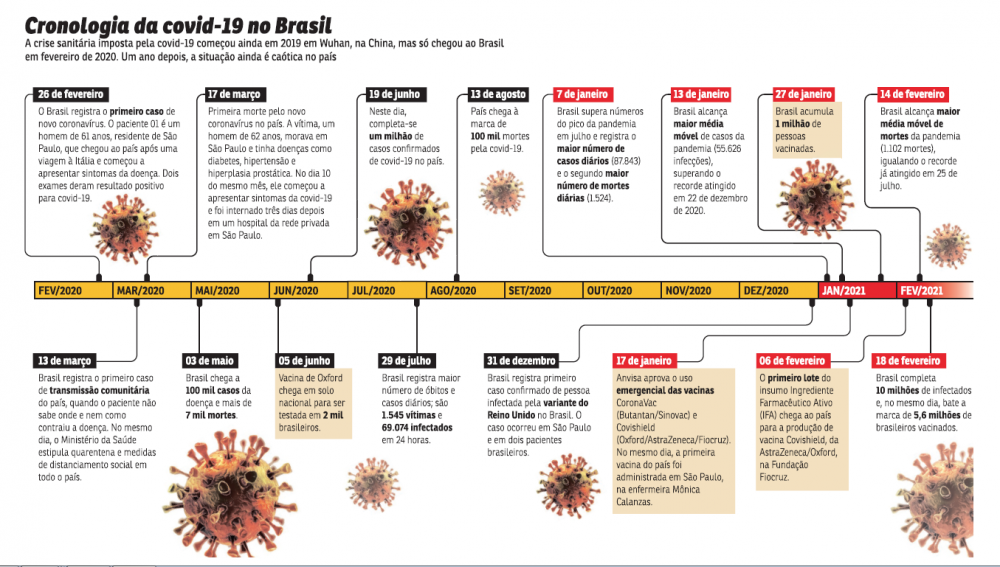 Cronologia da covid-19 no Brasil
A crise sanitária imposta pela covid-19 começou ainda em 2019 em Wuhan, na China, mas só chegou ao Brasil
em fevereiro de 2020. Um ano depois, a situação ainda é caótica no país
26 de fevereiro
O Brasil registra o primeiro caso de
novo coronavírus. O paciente 01 é um
homem de 61 anos, residente de São
Paulo, que chegou ao país após uma
viagem à Itália e começou a
apresentar sintomas da doença. Dois
exames deram resultado positivo
para covid-19.
17 de março
Primeira morte pelo novo
coronavírus no país. A vítima, um
homem de 62 anos, morava em
São Paulo e tinha doenças como
diabetes, hipertensão e
hiperplasia prostática. No dia 10
do mesmo mês, ele começou a
apresentar sintomas da covid-19
e foi internado três dias depois
em um hospital da rede privada
em São Paulo.
19 de junho
Neste dia,
completa-se
um milhão de
casos confirmados
de covid-19 no país.
13 de agosto
País chega à
marca de
100 mil mortes
pela covid-19.
7 de janeiro
Brasil supera números
do pico da pandemia
em julho e registra o
maior número de
casos diários (87.843)
e o segundo maior
número de mortes
diárias (1.524).
13 de janeiro
Brasil alcança
maior média
móvel de casos da
pandemia (55.626
infecções),
superando o
recorde atingido
em 22 de dezembro
de 2020.
27 de janeiro
Brasil acumula
1 milhão de
pessoas
vacinadas.
14 de fevereiro
Brasil alcança maior
média móvel de
mortes da pandemia
(1.102 mortes),
igualando o recorde
já atingido em 25 de
julho.
FEV/2020
MAR/2020
MAI/2020
JUN/2020
JUL/2020
AGO/2020
SET/2020
OUT/2020
NOV/2020
DEZ/2020
JAN/2021
FEV/2021
13 de março
Brasil registra o primeiro caso
de transmissão comunitária
do país, quando o paciente não
sabe onde e nem como
contraiu a doença. No mesmo
dia, o Ministério da Saúde
estipula quarentena e medidas
de distanciamento social em
todo o país.
03 de maio
Brasil chega a
100 mil casos da
doença e mais de
7 mil mortes.
05 de junho
Vacina de Oxford
chega em solo
nacional para ser
testada em 2 mil
brasileiros.
29 de julho
Brasil registra maior
número de óbitos e
casos diários; são
1.545 vítimas e
69.074 infectados
em 24 horas.
31 de dezembro
Brasil registra primeiro
caso confirmado de pessoa
infectada pela variante do
Reino Unido no Brasil. O caso
ocorreu em São Paulo
e em dois pacientes
brasileiros.
17 de janeiro
Anvisa aprova o uso
emergencial das vacinas
CoronaVac
(Butantan/Sinovac) e
Covishield
(Oxford/AstraZeneca/Fiocruz).
No mesmo dia, a primeira
vacina do país foi
administrada em São Paulo,
na enfermeira Mônica
Calanzas.
06 de fevereiro
O primeiro lote do
insumo Ingrediente
Farmacêutico Ativo
(IFA) chega ao país
para a produção de
vacina Covishield, da
AstraZeneca/Oxford,
na Fundação
Fiocruz.
18 de fevereiro
Brasil completa
10 milhões de infectados
e, no mesmo dia, bate a
marca de 5,6 milhões de
brasileiros vacinados.